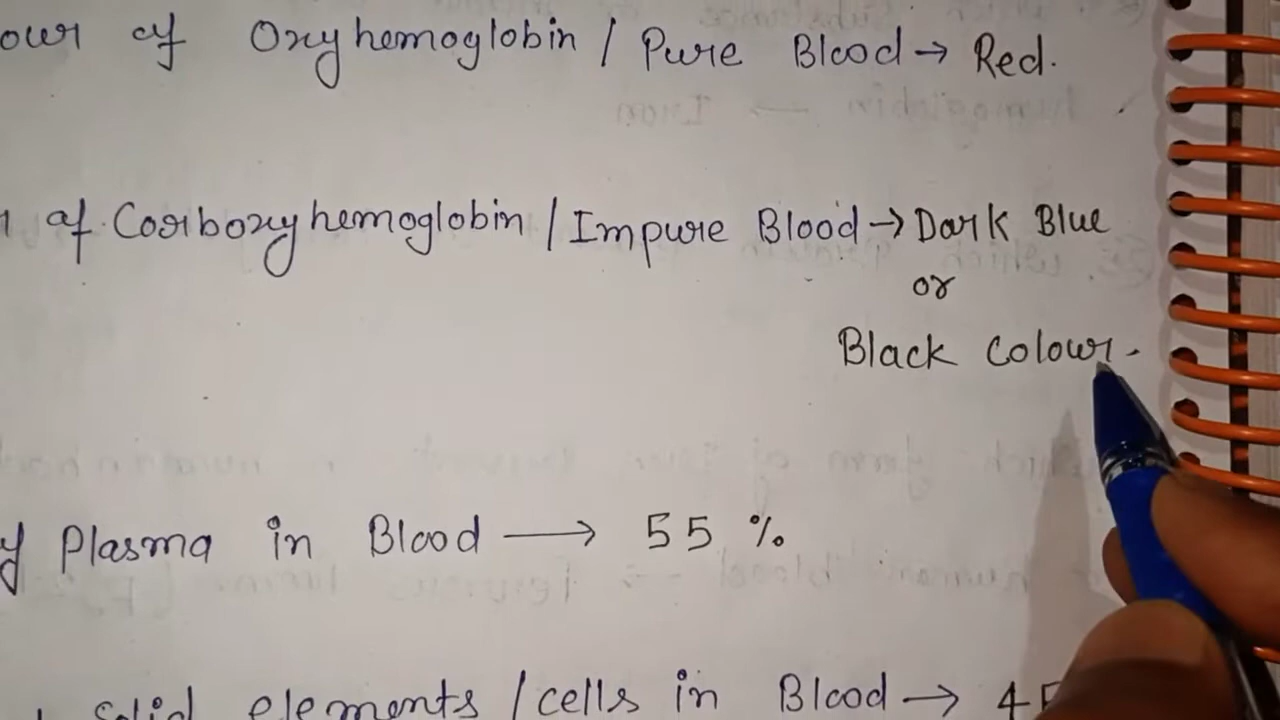 of Oxyhemoglobin / Pure Blood → Red.
of Carboxyhemoglobin / Impure Blood → Dark Blue
or
Black Colour.
Plasma in Blood → 55 %
Solid elements / cells in Blood →